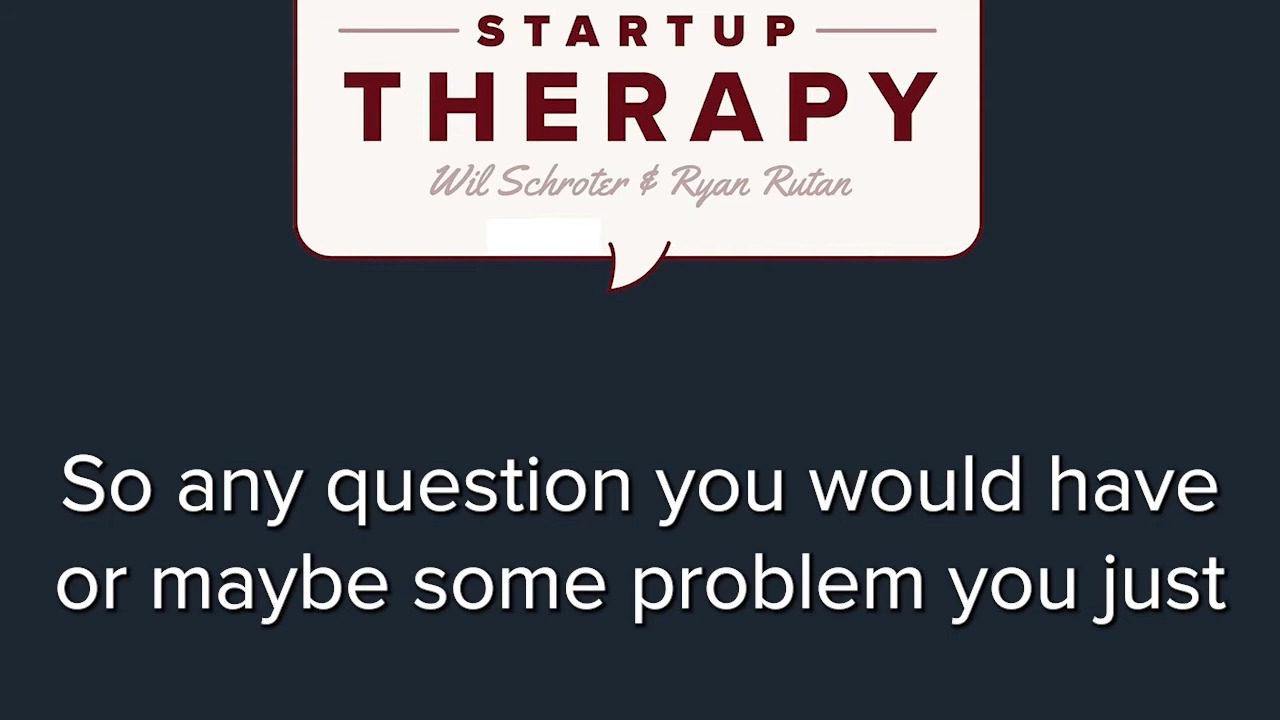 STARTUP
THERAPY
Wil Schroter & Ryan Rutan
So any question you would have
or maybe some problem you just